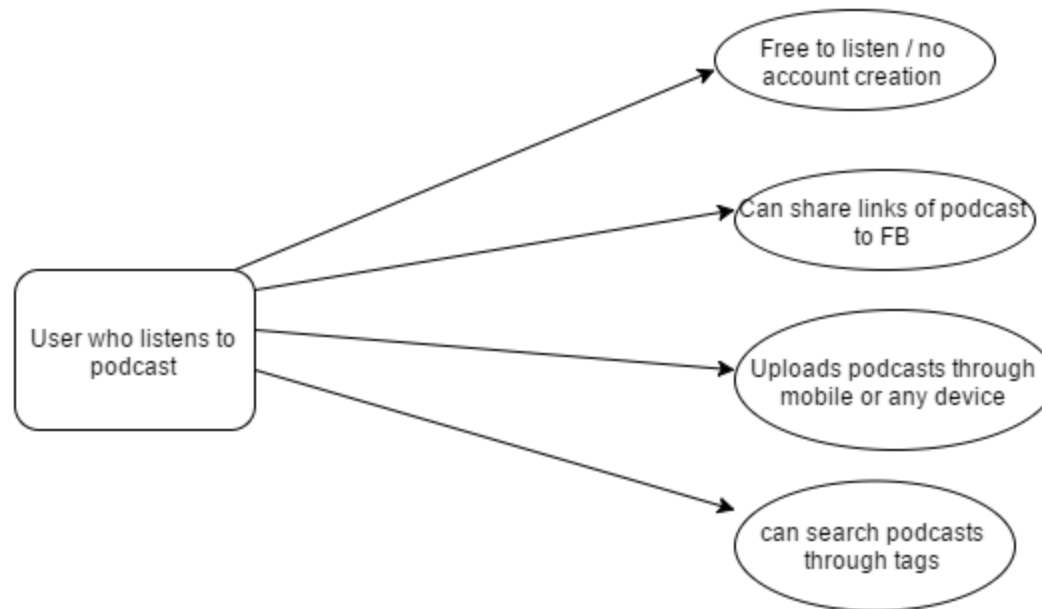 Free to listen / no
account creation
Can share links of podcast
to FB
User who listens to
podcast
Uploads podcasts through
mobile or any device
can search podcasts
through tags